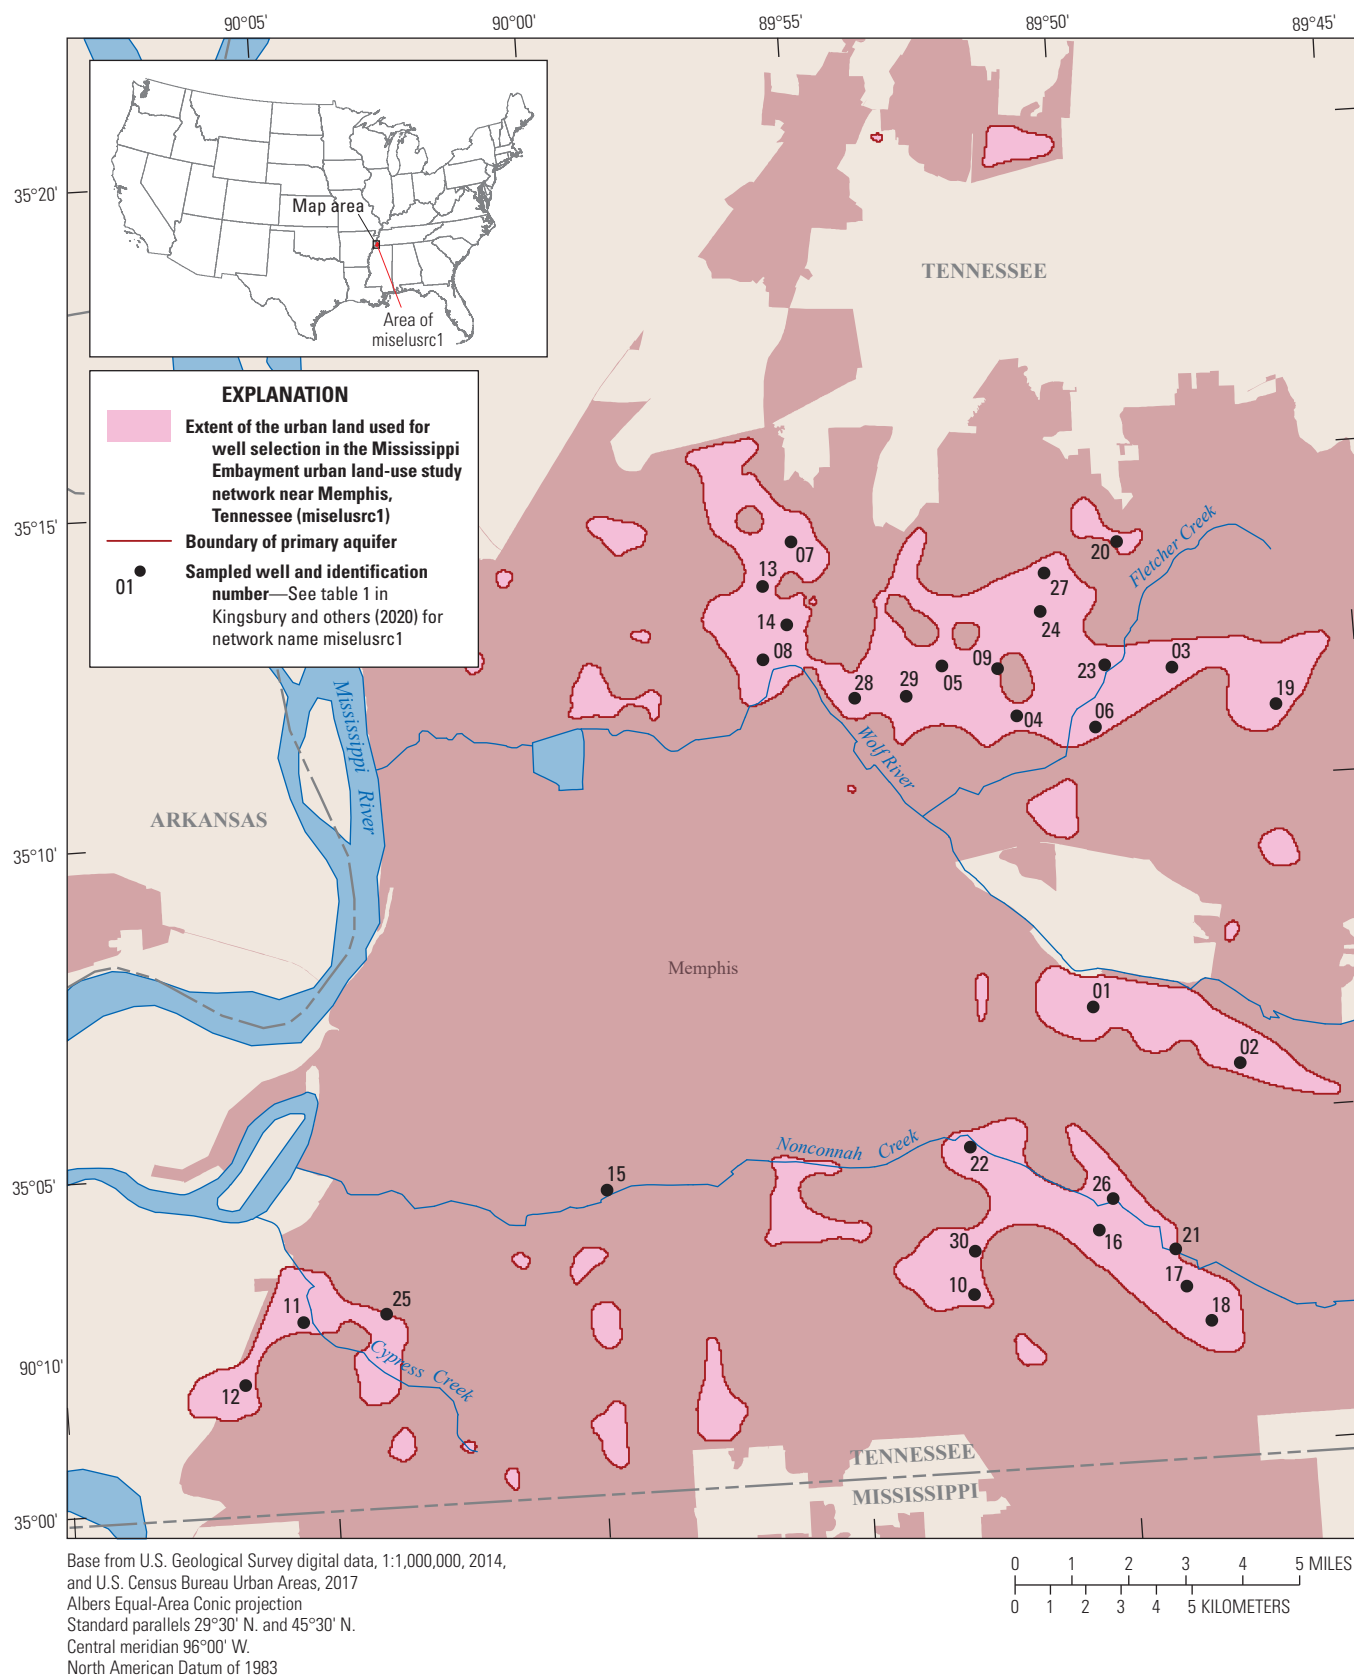 90°05'
90°00'
89°55'
89°50'
89°45'
35°20'
35°15'
35°10'
35°05'
90°10'
35°00'
Map area
Area of
miselusrc1
EXPLANATION
Extent of the urban land used for
well selection in the Mississippi
Embayment urban land-use study
network near Memphis,
Tennessee (miselusrc1)
Boundary of primary aquifer
01
Sampled well and identification
number—See table 1 in
Kingsbury and others (2020) for
network name miselusrc1
TENNESSEE
Fletcher Creek
20
07
13
27
24
14
08
09
05
23
03
28
29
04
06
19
Mississippi River
Wolf River
ARKANSAS
Memphis
01
02
Nonconnah Creek
22
15
26
16
21
30
17
10
18
11
25
12
Cypress Creek
TENNESSEE
MISSISSIPPI
Base from U.S. Geological Survey digital data, 1:1,000,000, 2014,
and U.S. Census Bureau Urban Areas, 2017
Albers Equal-Area Conic projection
Standard parallels 29°30' N. and 45°30' N.
Central meridian 96°00' W.
North American Datum of 1983
0 1 2 3 4 5 MILES
0 1 2 3 4 5 KILOMETERS